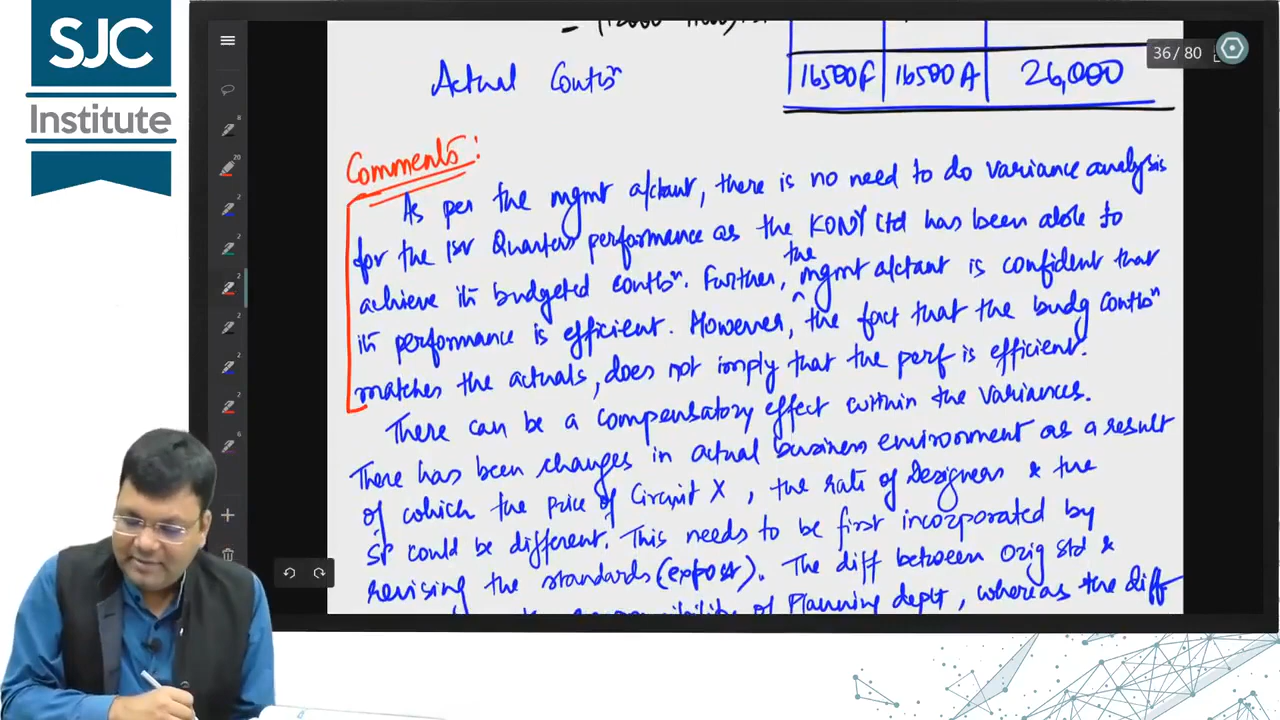 SJC
Institute
36 / 80
Actual Contbn
16500F 16500A 26,000
Comments:
As per the mgmt a/ctant, there is no need to do variance analysis
for the 1st Quarters performance as the KONY Ltd has been able to
achieve its budgeted contbn. Further, the mgmt a/ctant is confident that
its performance is efficient. However, the fact that the budg Contbn
matches the actuals, does not imply that the perf is efficient.
There can be a compensatory effect within the variances.
There has been changes in actual business environment as a result
of which the price of Circuit X, the rate of Designers & the
SP could be different. This needs to be first incorporated by
revising the standards (expost). The diff between orig std &
responsibility of Planning deptt, whereas the diff